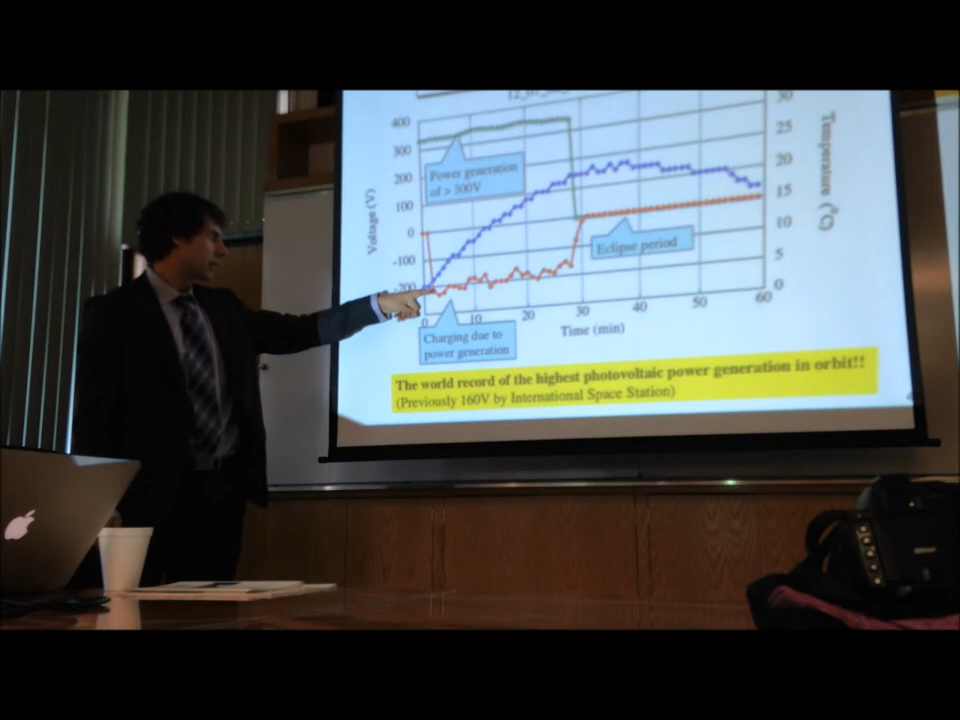 400
300
200
100
0
-100
-200
Voltage (V)
Power generation
of > 300V
Charging due to
power generation
Eclipse period
0
10
20
30
40
50
60
Time (min)
30
25
20
15
10
5
0
Temperature (°C)
The world record of the highest photovoltaic power generation in orbit!!
(Previously 160V by International Space Station)
Nikon